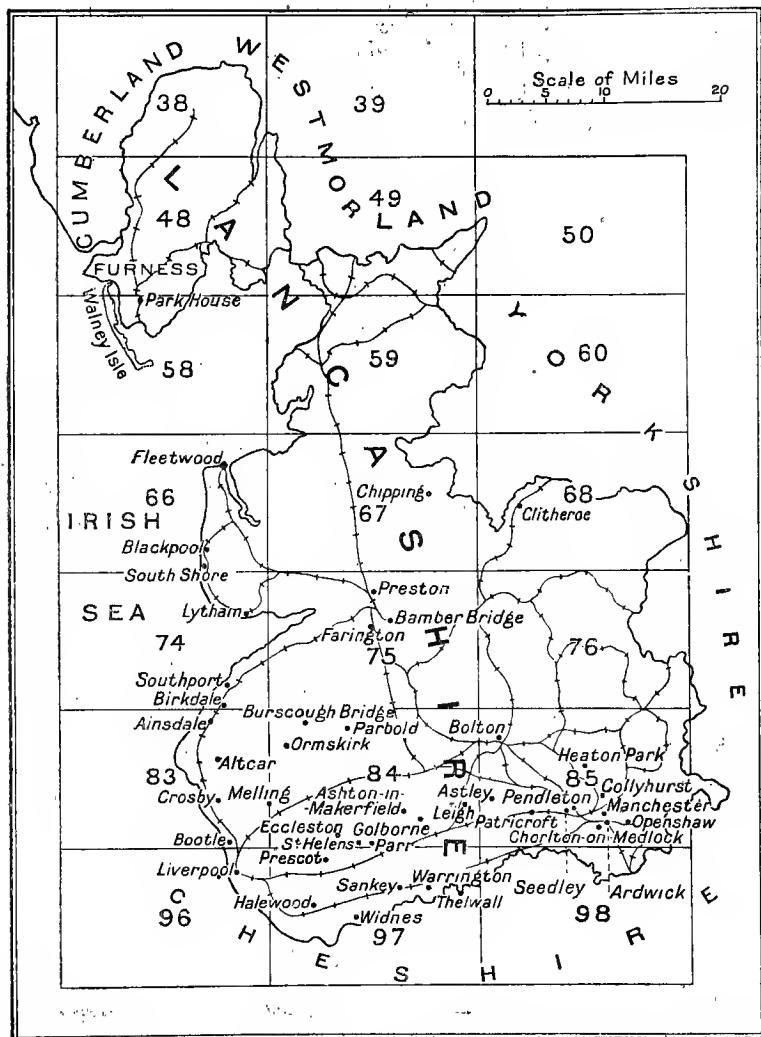 CUMBERLAND
WESTMORLAND
Scale of Miles
0 5 10 20
38
39
LANCASHIRE
48
49
50
FURNESS
Park House
Walney Isle
58
59
60
YORKSHIRE
Fleetwood
66
IRISH
SEA
Chipping
67
68
Clitheroe
Blackpool
South Shore
Preston
Lytham
Bamber Bridge
Farington
74
75
76
Southport
Birkdale
Ainsdale
Burscough Bridge
Parbold
Ormskirk
Bolton
Heaton Park
Altcar
83
84
85
Crosby
Melling
Ashton-in-
Makerfield
Astley
Leigh
Pendleton
Collyhurst
Manchester
Patricroft
Openshaw
Chorlton-on-Medlock
Bootle
Eccleston
Golborne
St Helens
Parr
Prescot
Liverpool
Sankey
Warrington
Thelwall
Seedley
Ardwick
Halewood
Widnes
96
97
98
CHESHIRE